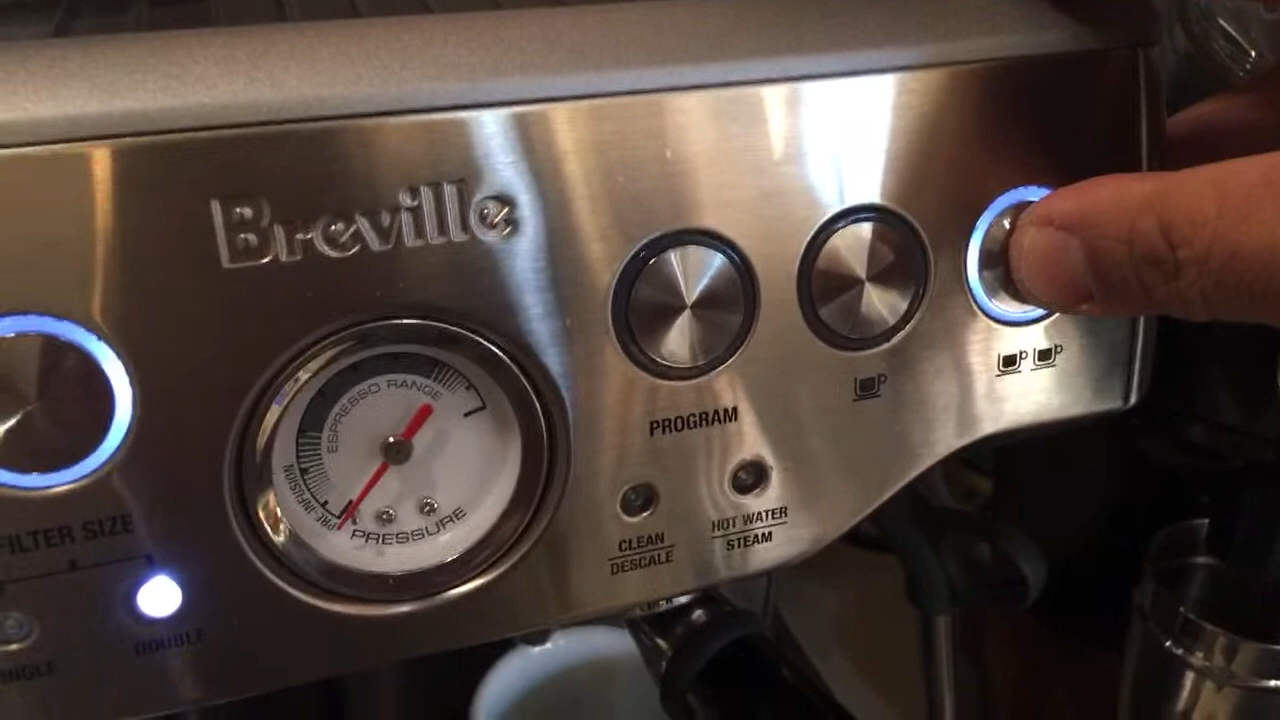 Breville
ESPRESSO RANGE
PRE-INFUSION
PRESSURE
PROGRAM
CLEAN
DESCALE
HOT WATER
STEAM
FILTER SIZE
DOUBLE